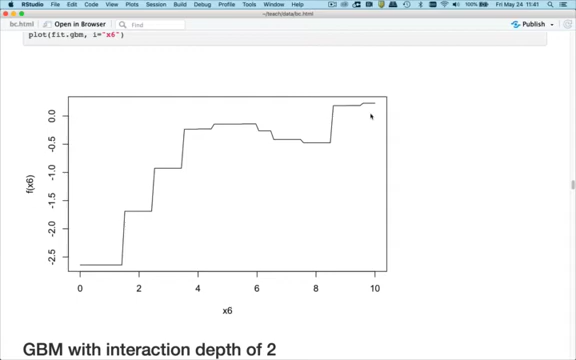 RStudio File Edit Code View Plots Session Build Debug Profile Tools Window Help 100% Fri May 24 11:41
~/teach/data/bc.html
bc.html Open in Browser Find Publish
plot(fit.gbm, i="x6")
0.0
-0.5
-1.0
-1.5
-2.0
-2.5
f(x6)
0 2 4 6 8 10
x6
GBM with interaction depth of 2